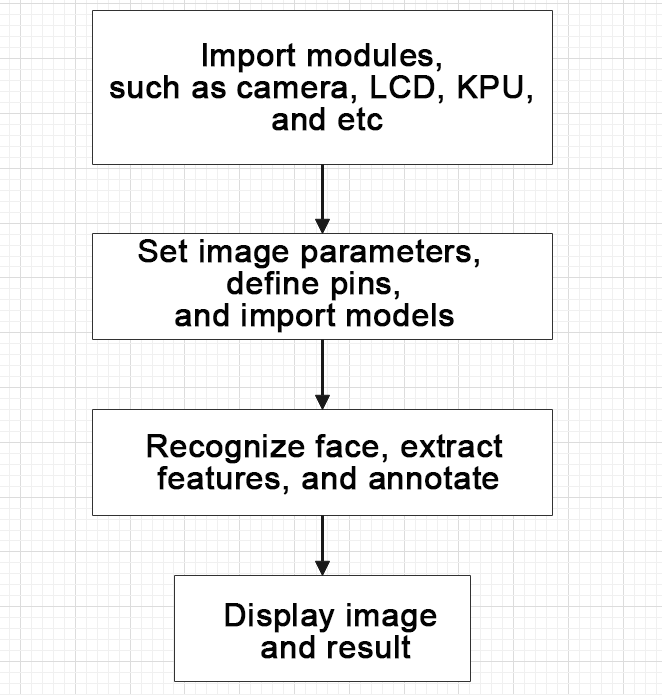 Import modules,
such as camera, LCD, KPU,
and etc
Set image parameters,
define pins,
and import models
Recognize face, extract
features, and annotate
Display image
and result